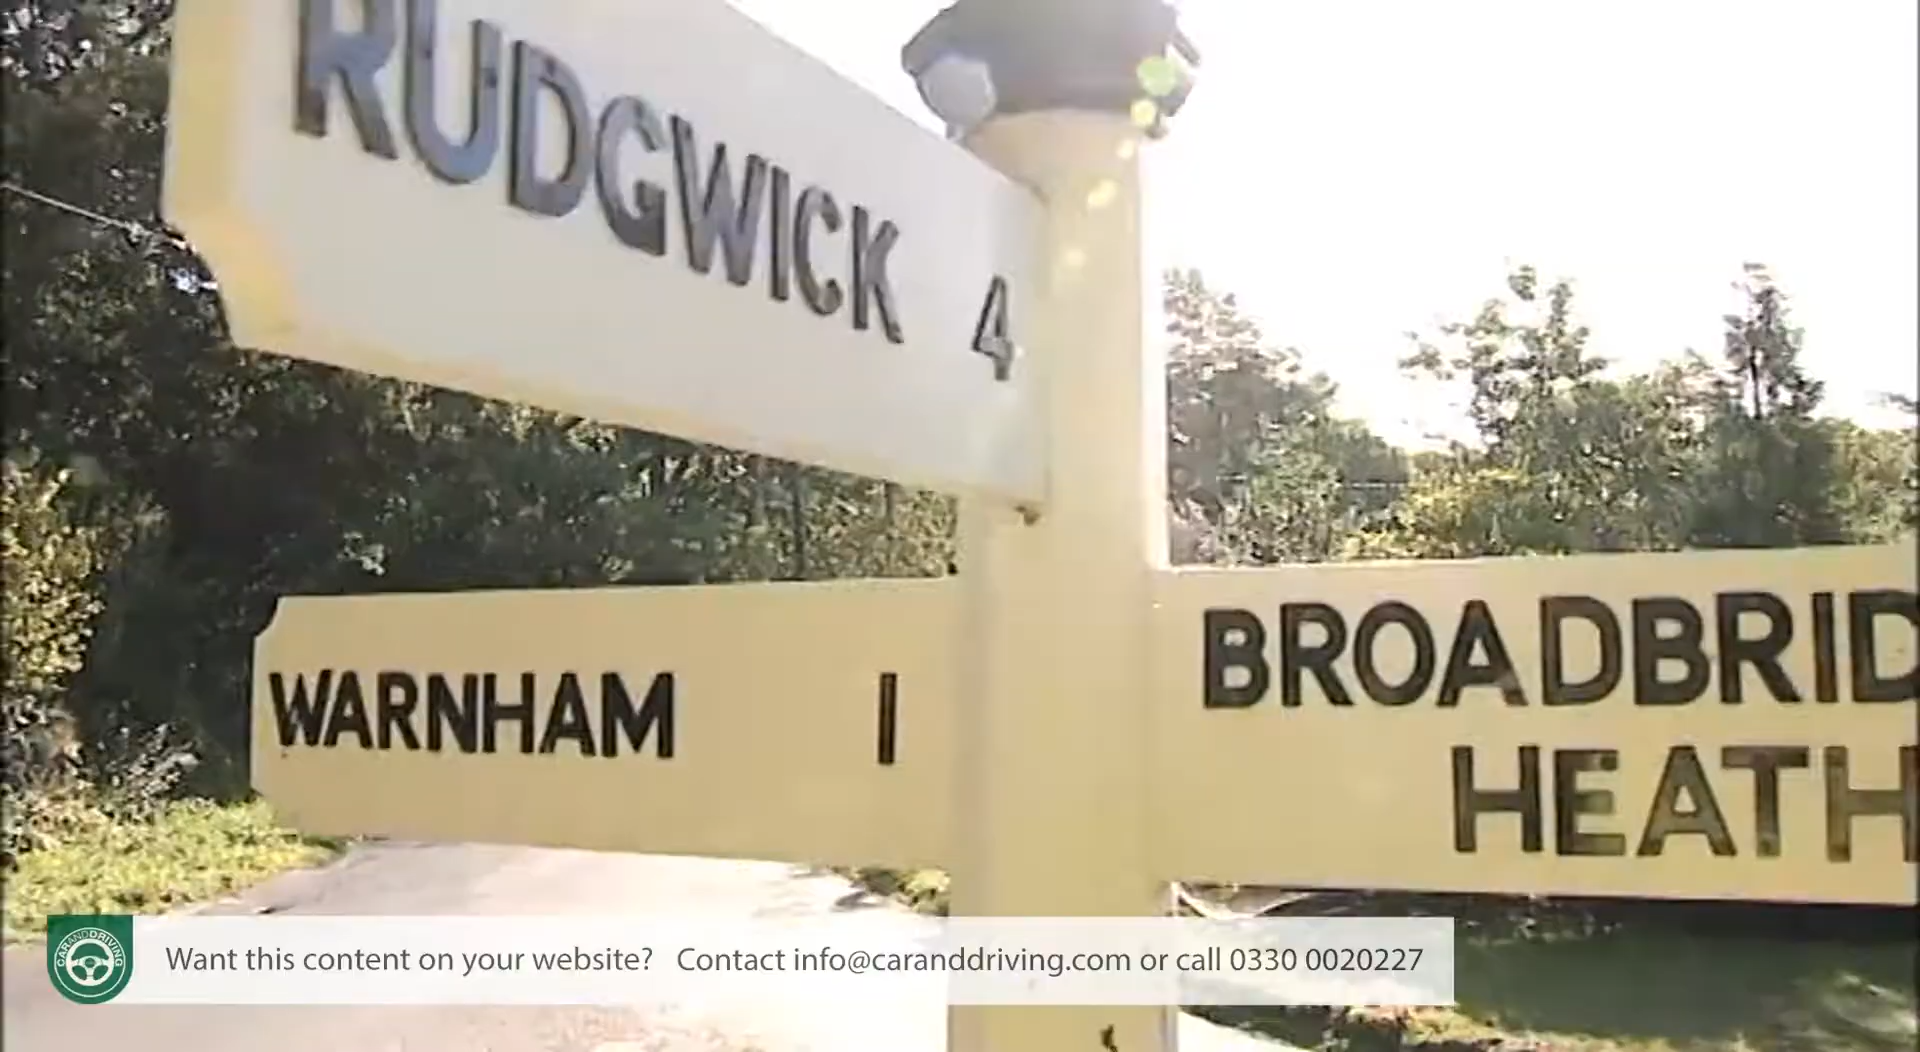 RUDGWICK 4
WARNHAM 1
BROADBRID
HEATH
CARANDDRIVING
Want this content on your website? Contact info@caranddriving.com or call 0330 0020227